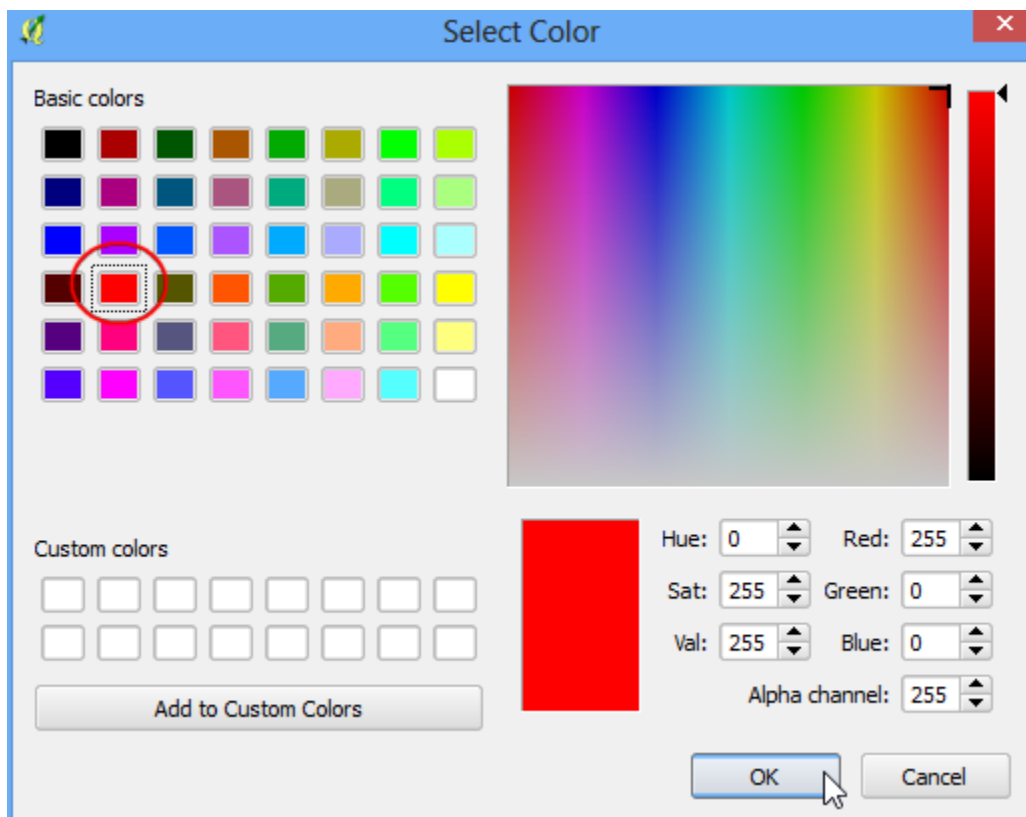 Select Color
Basic colors
Custom colors
Add to Custom Colors
Hue: 0 Red: 255
Sat: 255 Green: 0
Val: 255 Blue: 0
Alpha channel: 255
OK Cancel